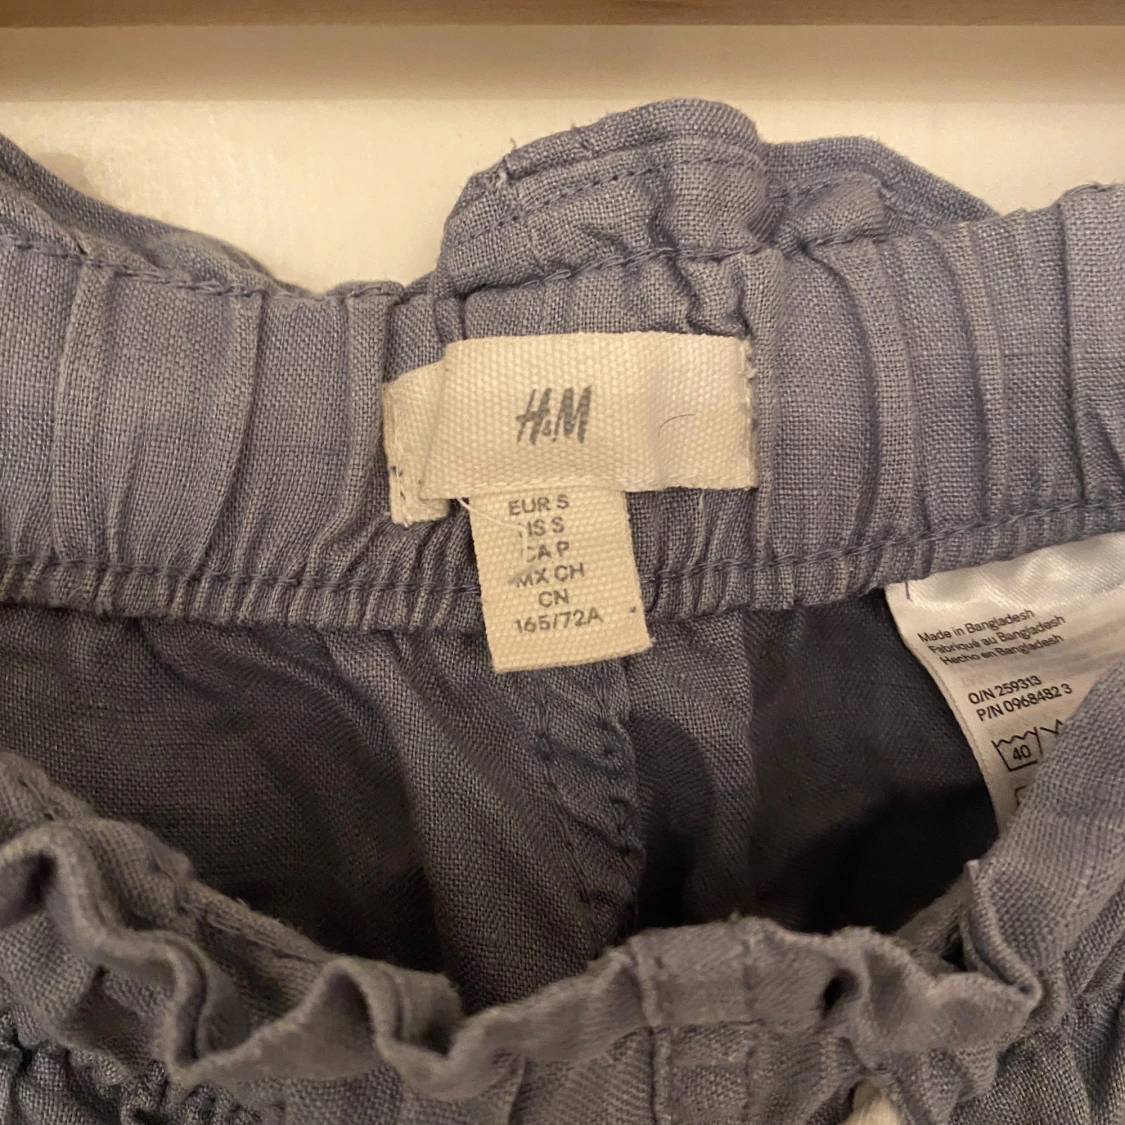 H&M
EUR S
US S
CA P
MX CH
CN
165/72A
Made in Bangladesh
Fabriqué au Bangladesh
Hecho en Bangladesh
O/N 259313
P/N 0968482 3
40